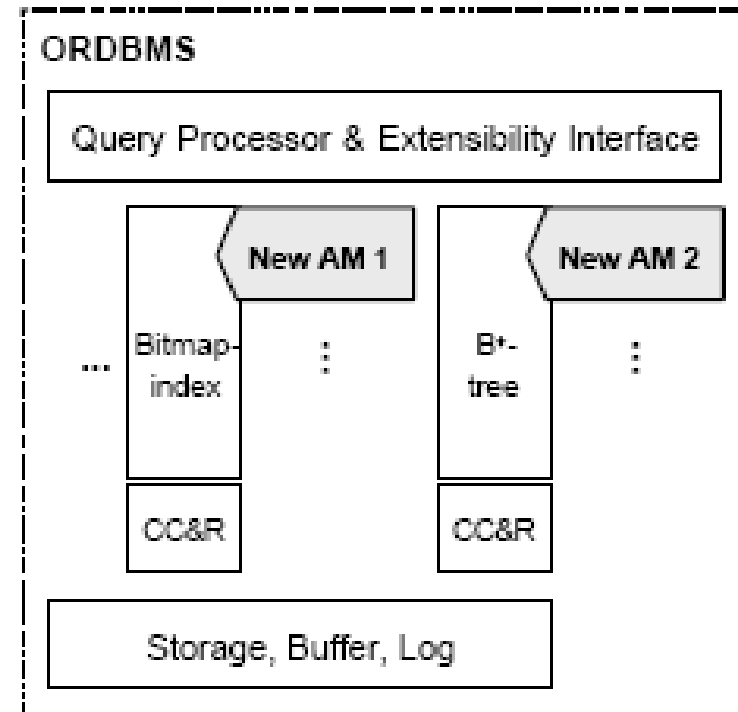 ORDBMS
Query Processor & Extensibility Interface
New AM 1
New AM 2
... Bitmap-
index
⋮
B⁺-
tree
⋮
CC&R
CC&R
Storage, Buffer, Log